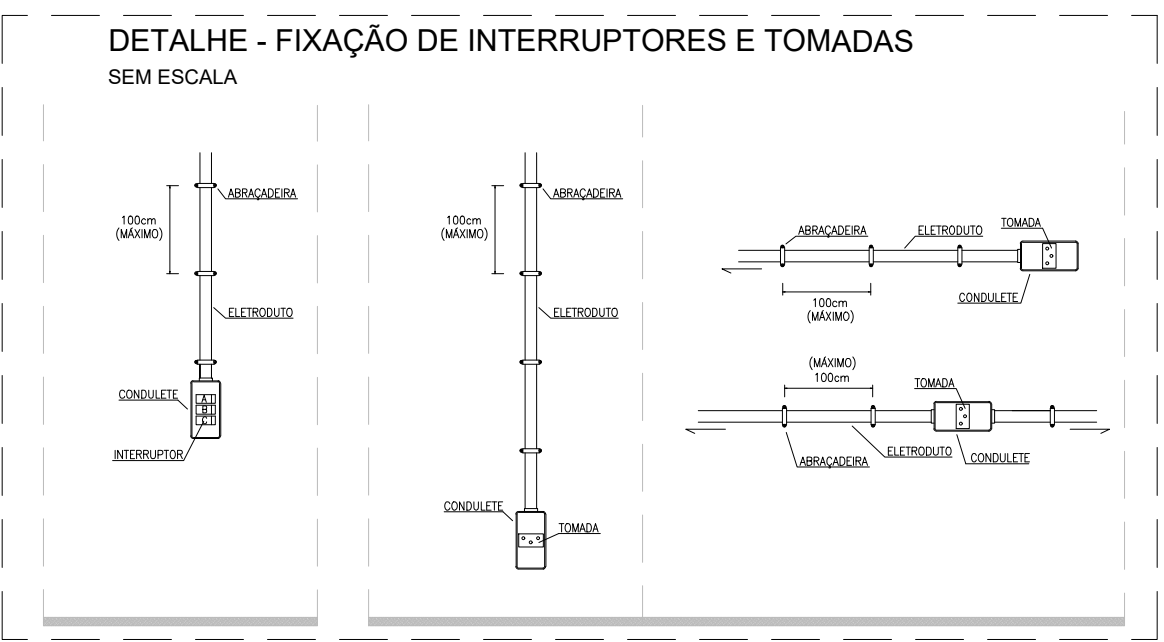 DETALHE - FIXAÇÃO DE INTERRUPTORES E TOMADAS
SEM ESCALA
ABRAÇADEIRA
100cm
(MÁXIMO)
ELETRODUTO
CONDULETE
A
B
C
INTERRUPTOR
ABRAÇADEIRA
100cm
(MÁXIMO)
ELETRODUTO
CONDULETE
TOMADA
ABRAÇADEIRA
ELETRODUTO
TOMADA
100cm
(MÁXIMO)
CONDULETE
(MÁXIMO)
100cm
TOMADA
ABRAÇADEIRA
ELETRODUTO
CONDULETE